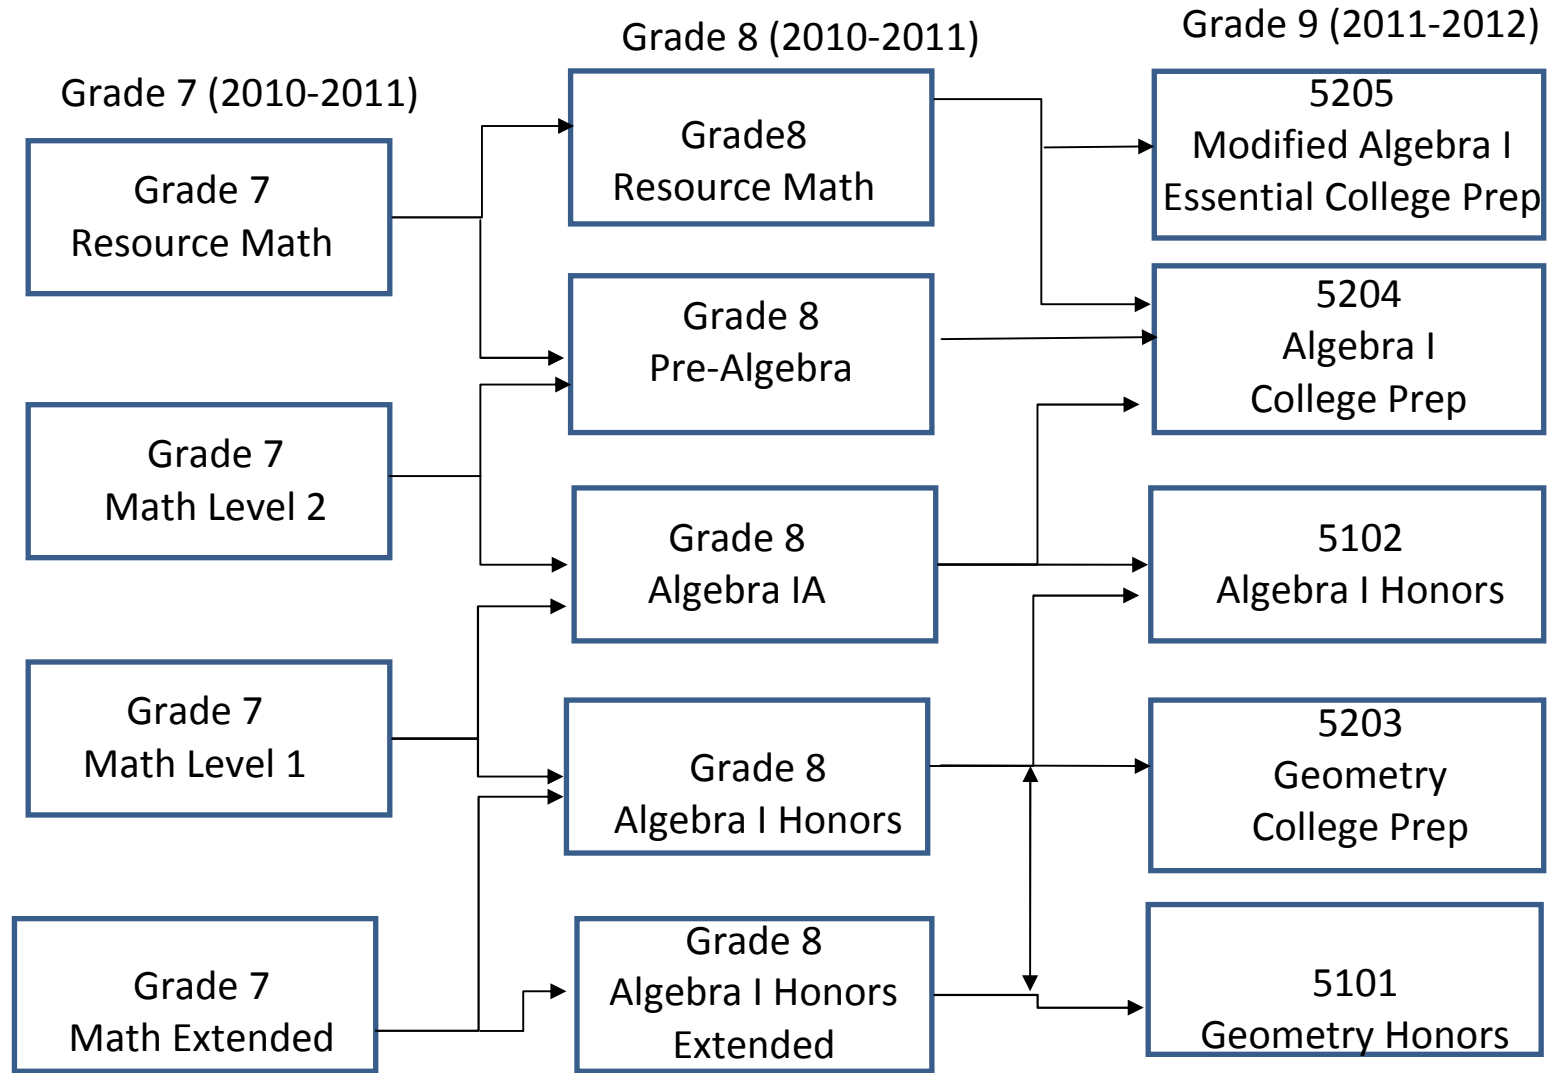 Grade 7 (2010-2011)
Grade 7
Resource Math
Grade 7
Math Level 2
Grade 7
Math Level 1
Grade 7
Math Extended
Grade 8 (2010-2011)
Grade8
Resource Math
Grade 8
Pre-Algebra
Grade 8
Algebra IA
Grade 8
Algebra I Honors
Grade 8
Algebra I Honors
Extended
Grade 9 (2011-2012)
5205
Modified Algebra I
Essential College Prep
5204
Algebra I
College Prep
5102
Algebra I Honors
5203
Geometry
College Prep
5101
Geometry Honors